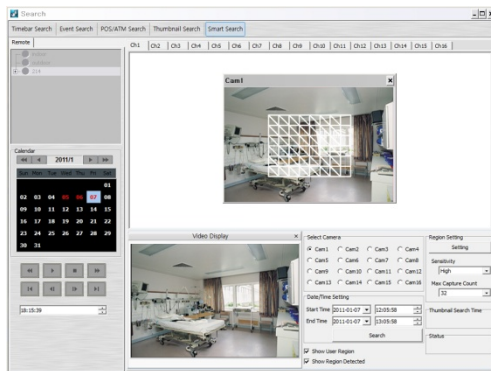 Search
Timebar Search Event Search POS/ATM Search Thumbnail Search Smart Search
Remote
Ch1 Ch2 Ch3 Ch4 Ch5 Ch6 Ch7 Ch8 Ch9 Ch10 Ch11 Ch12 Ch13 Ch14 Ch15 Ch16
214
Cam1 x
Calendar
2011/1
Sun Mon Tue Wed Thu Fri Sat
01
02 03 04 05 06 07 08
09 10 11 12 13 14 15
16 17 18 19 20 21 22
23 24 25 26 27 28 29
30 31
18:15:39
Video Display x
Select Camera
Cam1 Cam2 Cam3 Cam4
Cam5 Cam6 Cam7 Cam8
Cam9 Cam10 Cam11 Cam12
Cam13 Cam14 Cam15 Cam16
Date/Time Setting
Start Time 2011-01-07 12:05:58
End Time 2011-01-07 13:05:58
Search
Show User Region
Show Region Detected
Region Setting
Setting
Sensitivity
High
Max Capture Count
32
Thumbnail Search Time
Status